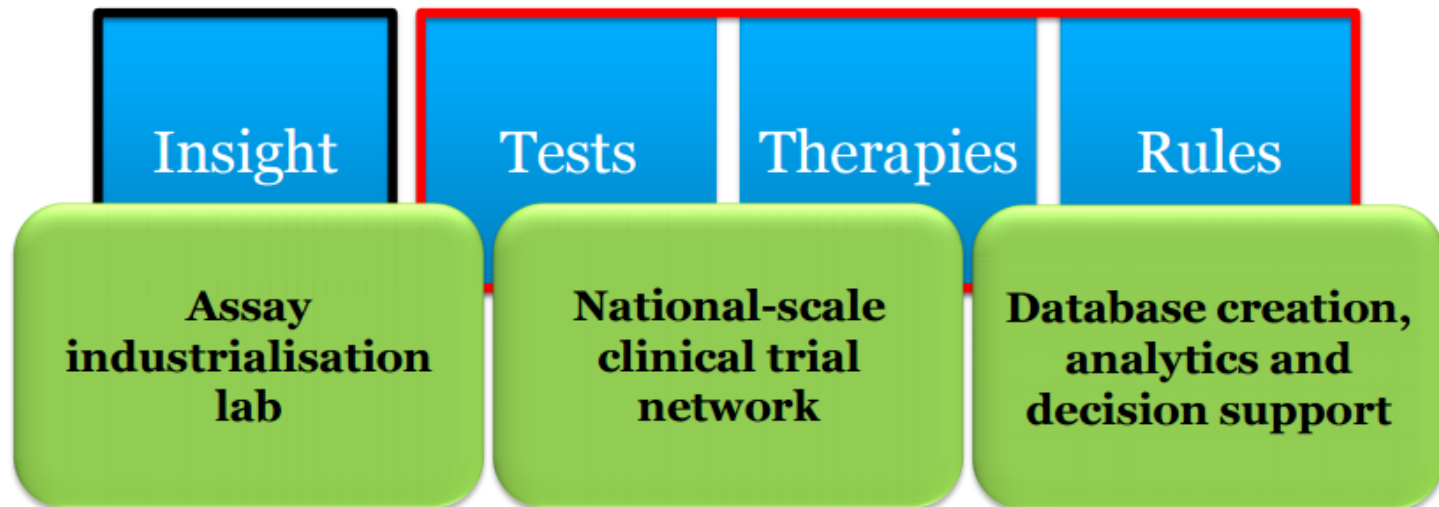 Insight
Tests
Therapies
Rules
Assay
industrialisation
lab
National-scale
clinical trial
network
Database creation,
analytics and
decision support